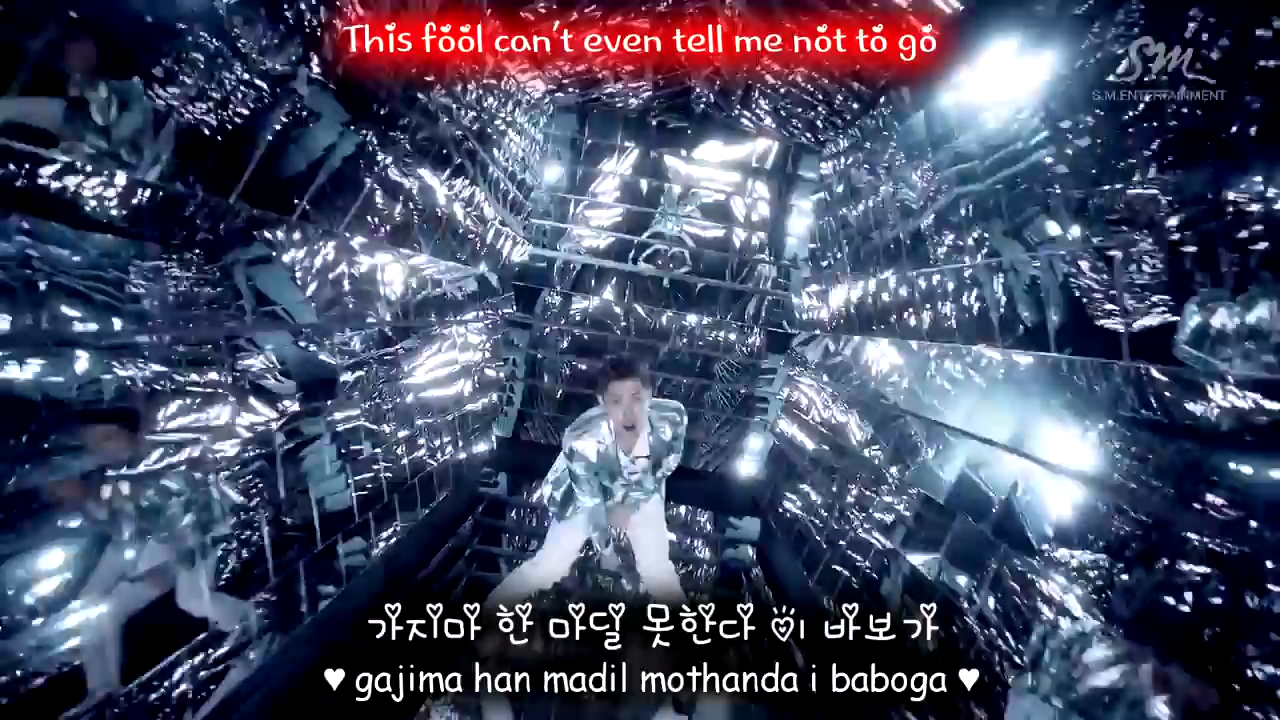 This fool can't even tell me not to go
SM
S.M.ENTERTAINMENT
가지마 한 마딜 못한다 이 바보가
♥ gajima han madil mothanda i baboga ♥